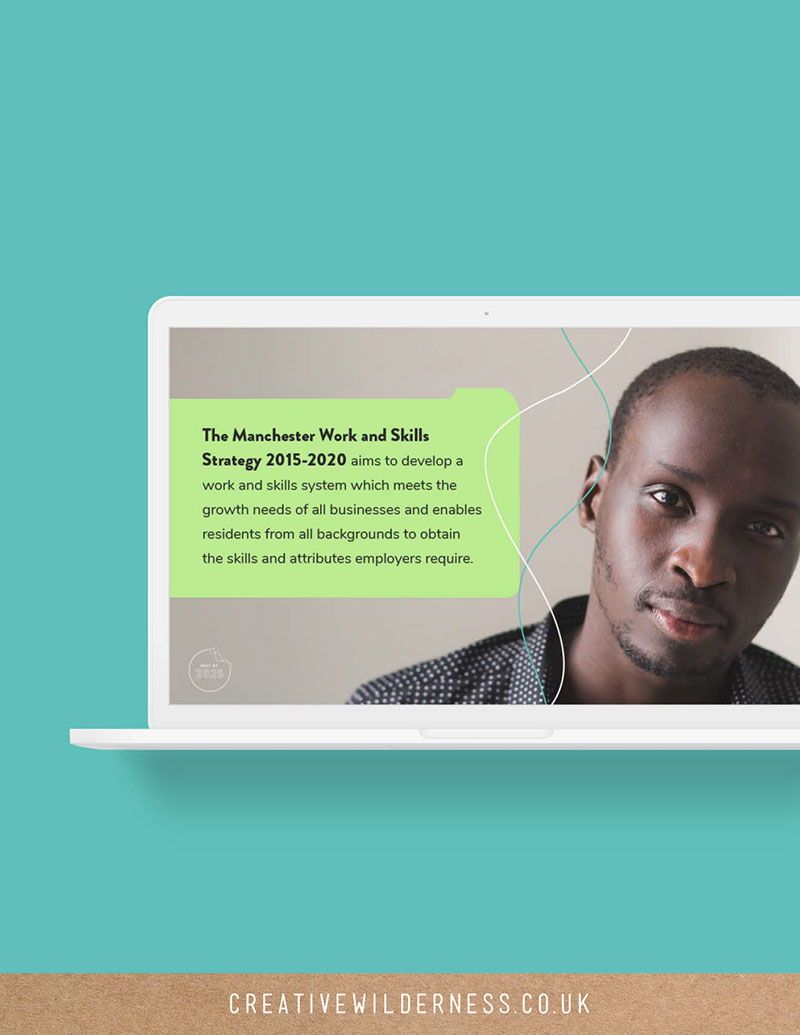 The Manchester Work and Skills
Strategy 2015-2020 aims to develop a
work and skills system which meets the
growth needs of all businesses and enables
residents from all backgrounds to obtain
the skills and attributes employers require.
2025
CREATIVEWILDERNESS.CO.UK